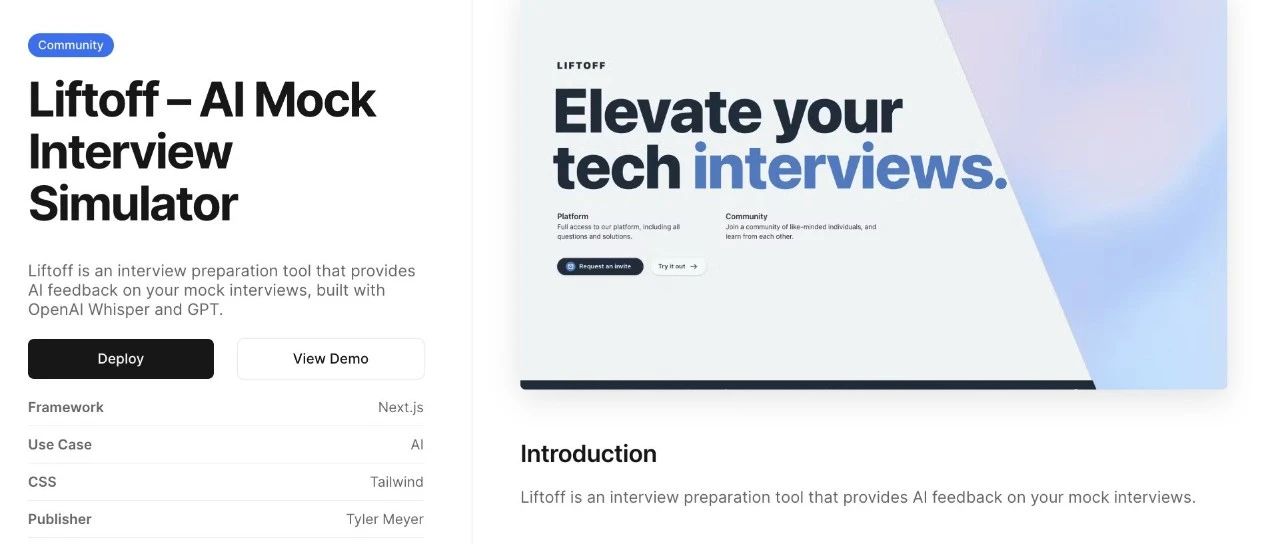 Community
Liftoff – AI Mock
Interview
Simulator
Liftoff is an interview preparation tool that provides
AI feedback on your mock interviews, built with
OpenAI Whisper and GPT.
Deploy
View Demo
Framework Next.js
Use Case AI
CSS Tailwind
Publisher Tyler Meyer
LIFTOFF
Elevate your
tech interviews.
Platform
Full access to our platform, including all
questions and solutions.
Community
Join a community of like-minded individuals, and
learn from each other.
Request an invite
Try it out
Introduction
Liftoff is an interview preparation tool that provides AI feedback on your mock interviews.